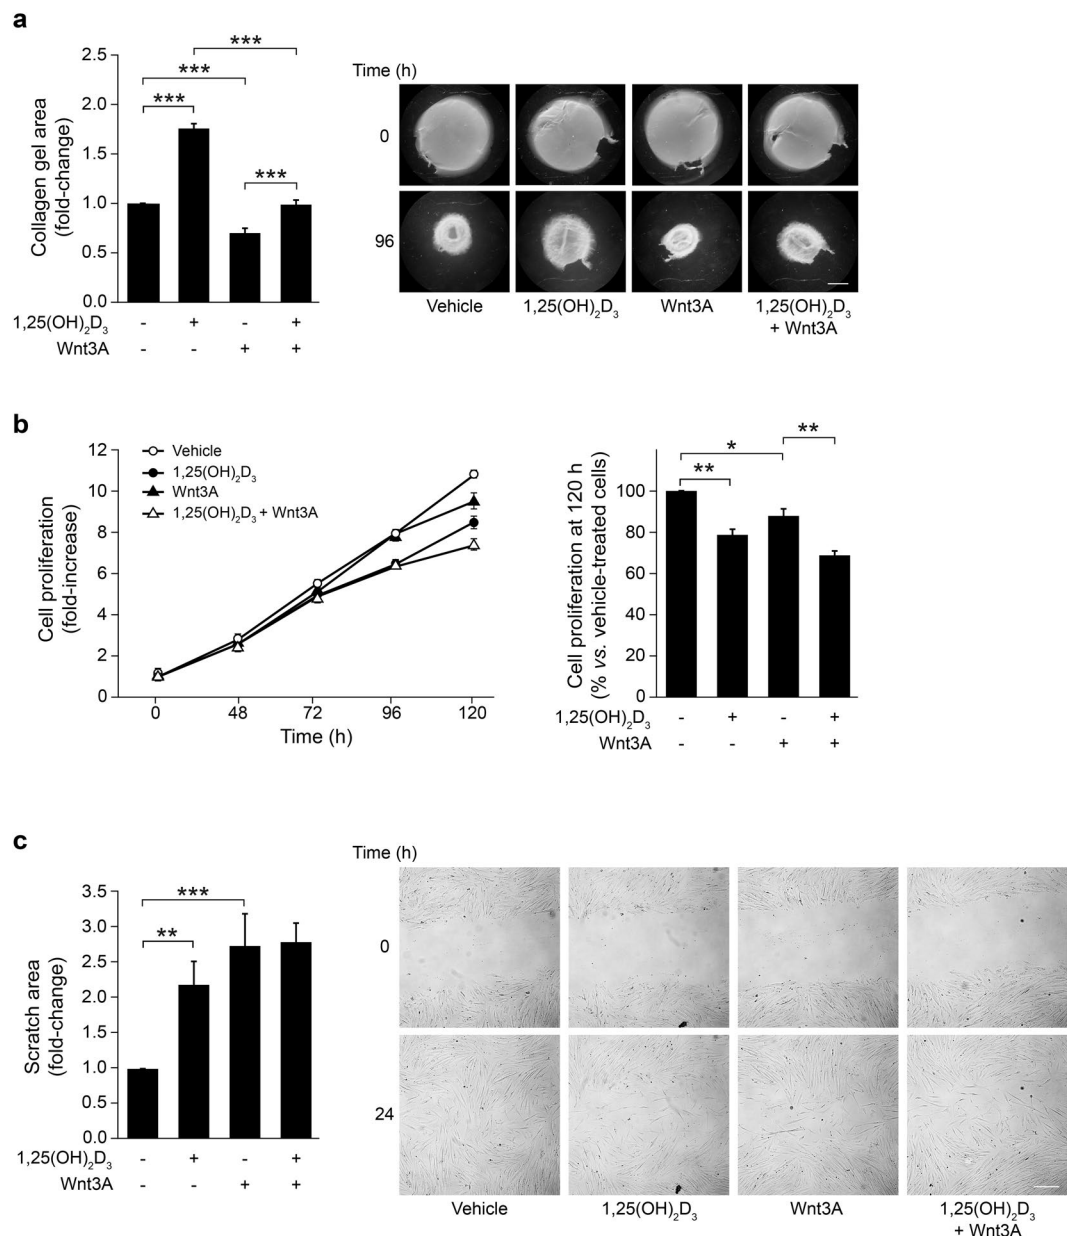 a
2.5
2.0
1.5
1.0
0.5
0.0
Collagen gel area
(fold-change)
***
***
***
***
1,25(OH)₂D₃ - + - +
Wnt3A - - + +
Time (h)
0
96
Vehicle 1,25(OH)₂D₃ Wnt3A 1,25(OH)₂D₃
+ Wnt3A
b
12
10
8
6
4
2
0
Cell proliferation
(fold-increase)
Vehicle
1,25(OH)₂D₃
Wnt3A
1,25(OH)₂D₃ + Wnt3A
0 48 72 96 120
Time (h)
100
80
60
40
20
0
Cell proliferation at 120 h
(% vs. vehicle-treated cells)
**
*
**
1,25(OH)₂D₃ - + - +
Wnt3A - - + +
c
3.5
3.0
2.5
2.0
1.5
1.0
0.5
0.0
Scratch area
(fold-change)
***
**
1,25(OH)₂D₃ - + - +
Wnt3A - - + +
Time (h)
0
24
Vehicle 1,25(OH)₂D₃ Wnt3A 1,25(OH)₂D₃
+ Wnt3A